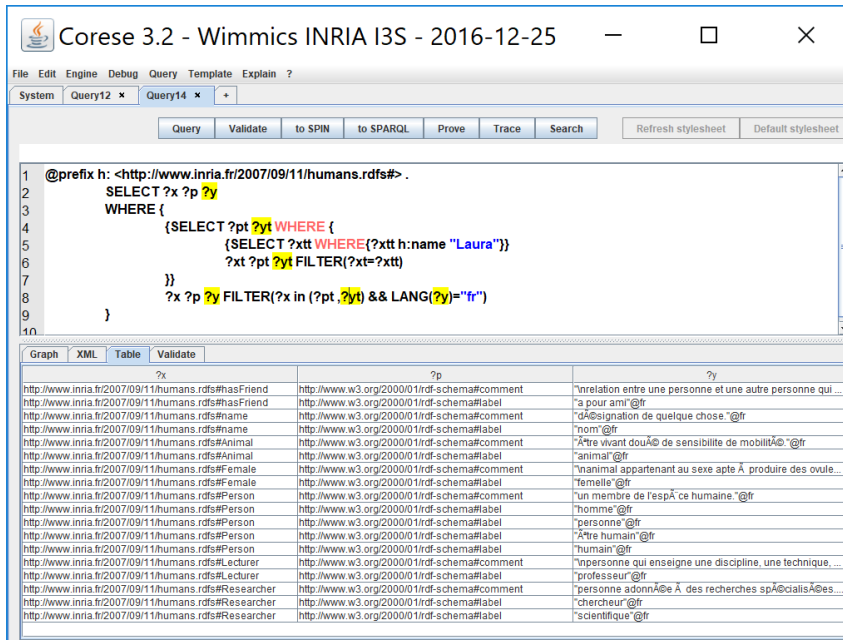 Corese 3.2 - Wimmics INRIA I3S - 2016-12-25
File Edit Engine Debug Query Template Explain ?
System Query12 × Query14 × +
Query Validate to SPIN to SPARQL Prove Trace Search Refresh stylesheet Default stylesheet
1 @prefix h: <http://www.inria.fr/2007/09/11/humans.rdfs#> .
2 SELECT ?x ?p ?y
3 WHERE {
4 {SELECT ?pt ?yt WHERE {
5 {SELECT ?xtt WHERE{?xtt h:name "Laura"}}
6 ?xt ?pt ?yt FILTER(?xt=?xtt)
7 }}
8 ?x ?p ?y FILTER(?x in (?pt ,?yt) && LANG(?y)="fr")
9 }
10
Graph XML Table Validate
?x ?p ?y
http://www.inria.fr/2007/09/11/humans.rdfs#hasFriend http://www.w3.org/2000/01/rdf-schema#comment "\nrelation entre une personne et une autre personne qui ...
http://www.inria.fr/2007/09/11/humans.rdfs#hasFriend http://www.w3.org/2000/01/rdf-schema#label "a pour ami"@fr
http://www.inria.fr/2007/09/11/humans.rdfs#name http://www.w3.org/2000/01/rdf-schema#comment "dÃ©signation de quelque chose."@fr
http://www.inria.fr/2007/09/11/humans.rdfs#name http://www.w3.org/2000/01/rdf-schema#label "nom"@fr
http://www.inria.fr/2007/09/11/humans.rdfs#Animal http://www.w3.org/2000/01/rdf-schema#comment "Ãªtre vivant douÃ© de sensibilite de mobilitÃ©."@fr
http://www.inria.fr/2007/09/11/humans.rdfs#Animal http://www.w3.org/2000/01/rdf-schema#label "animal"@fr
http://www.inria.fr/2007/09/11/humans.rdfs#Female http://www.w3.org/2000/01/rdf-schema#comment "\nanimal appartenant au sexe apte Ã produire des ovule...
http://www.inria.fr/2007/09/11/humans.rdfs#Female http://www.w3.org/2000/01/rdf-schema#label "femelle"@fr
http://www.inria.fr/2007/09/11/humans.rdfs#Person http://www.w3.org/2000/01/rdf-schema#comment "un membre de l'espÃ¨ce humaine."@fr
http://www.inria.fr/2007/09/11/humans.rdfs#Person http://www.w3.org/2000/01/rdf-schema#label "homme"@fr
http://www.inria.fr/2007/09/11/humans.rdfs#Person http://www.w3.org/2000/01/rdf-schema#label "personne"@fr
http://www.inria.fr/2007/09/11/humans.rdfs#Person http://www.w3.org/2000/01/rdf-schema#label "Ãªtre humain"@fr
http://www.inria.fr/2007/09/11/humans.rdfs#Person http://www.w3.org/2000/01/rdf-schema#label "humain"@fr
http://www.inria.fr/2007/09/11/humans.rdfs#Lecturer http://www.w3.org/2000/01/rdf-schema#comment "\npersonne qui enseigne une discipline, une technique, ...
http://www.inria.fr/2007/09/11/humans.rdfs#Lecturer http://www.w3.org/2000/01/rdf-schema#label "professeur"@fr
http://www.inria.fr/2007/09/11/humans.rdfs#Researcher http://www.w3.org/2000/01/rdf-schema#comment "personne adonnÃ©e Ã des recherches spÃ©cialisÃ©es....
http://www.inria.fr/2007/09/11/humans.rdfs#Researcher http://www.w3.org/2000/01/rdf-schema#label "chercheur"@fr
http://www.inria.fr/2007/09/11/humans.rdfs#Researcher http://www.w3.org/2000/01/rdf-schema#label "scientifique"@fr